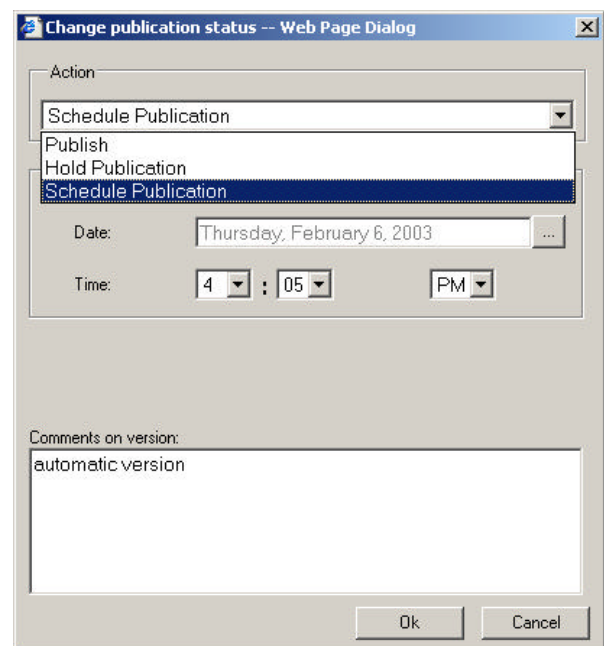 Change publication status -- Web Page Dialog
Action
Schedule Publication
Publish
Hold Publication
Schedule Publication
Date: Thursday, February 6, 2003 ...
Time: 4 : 05 PM
Comments on version:
automatic version
Ok Cancel